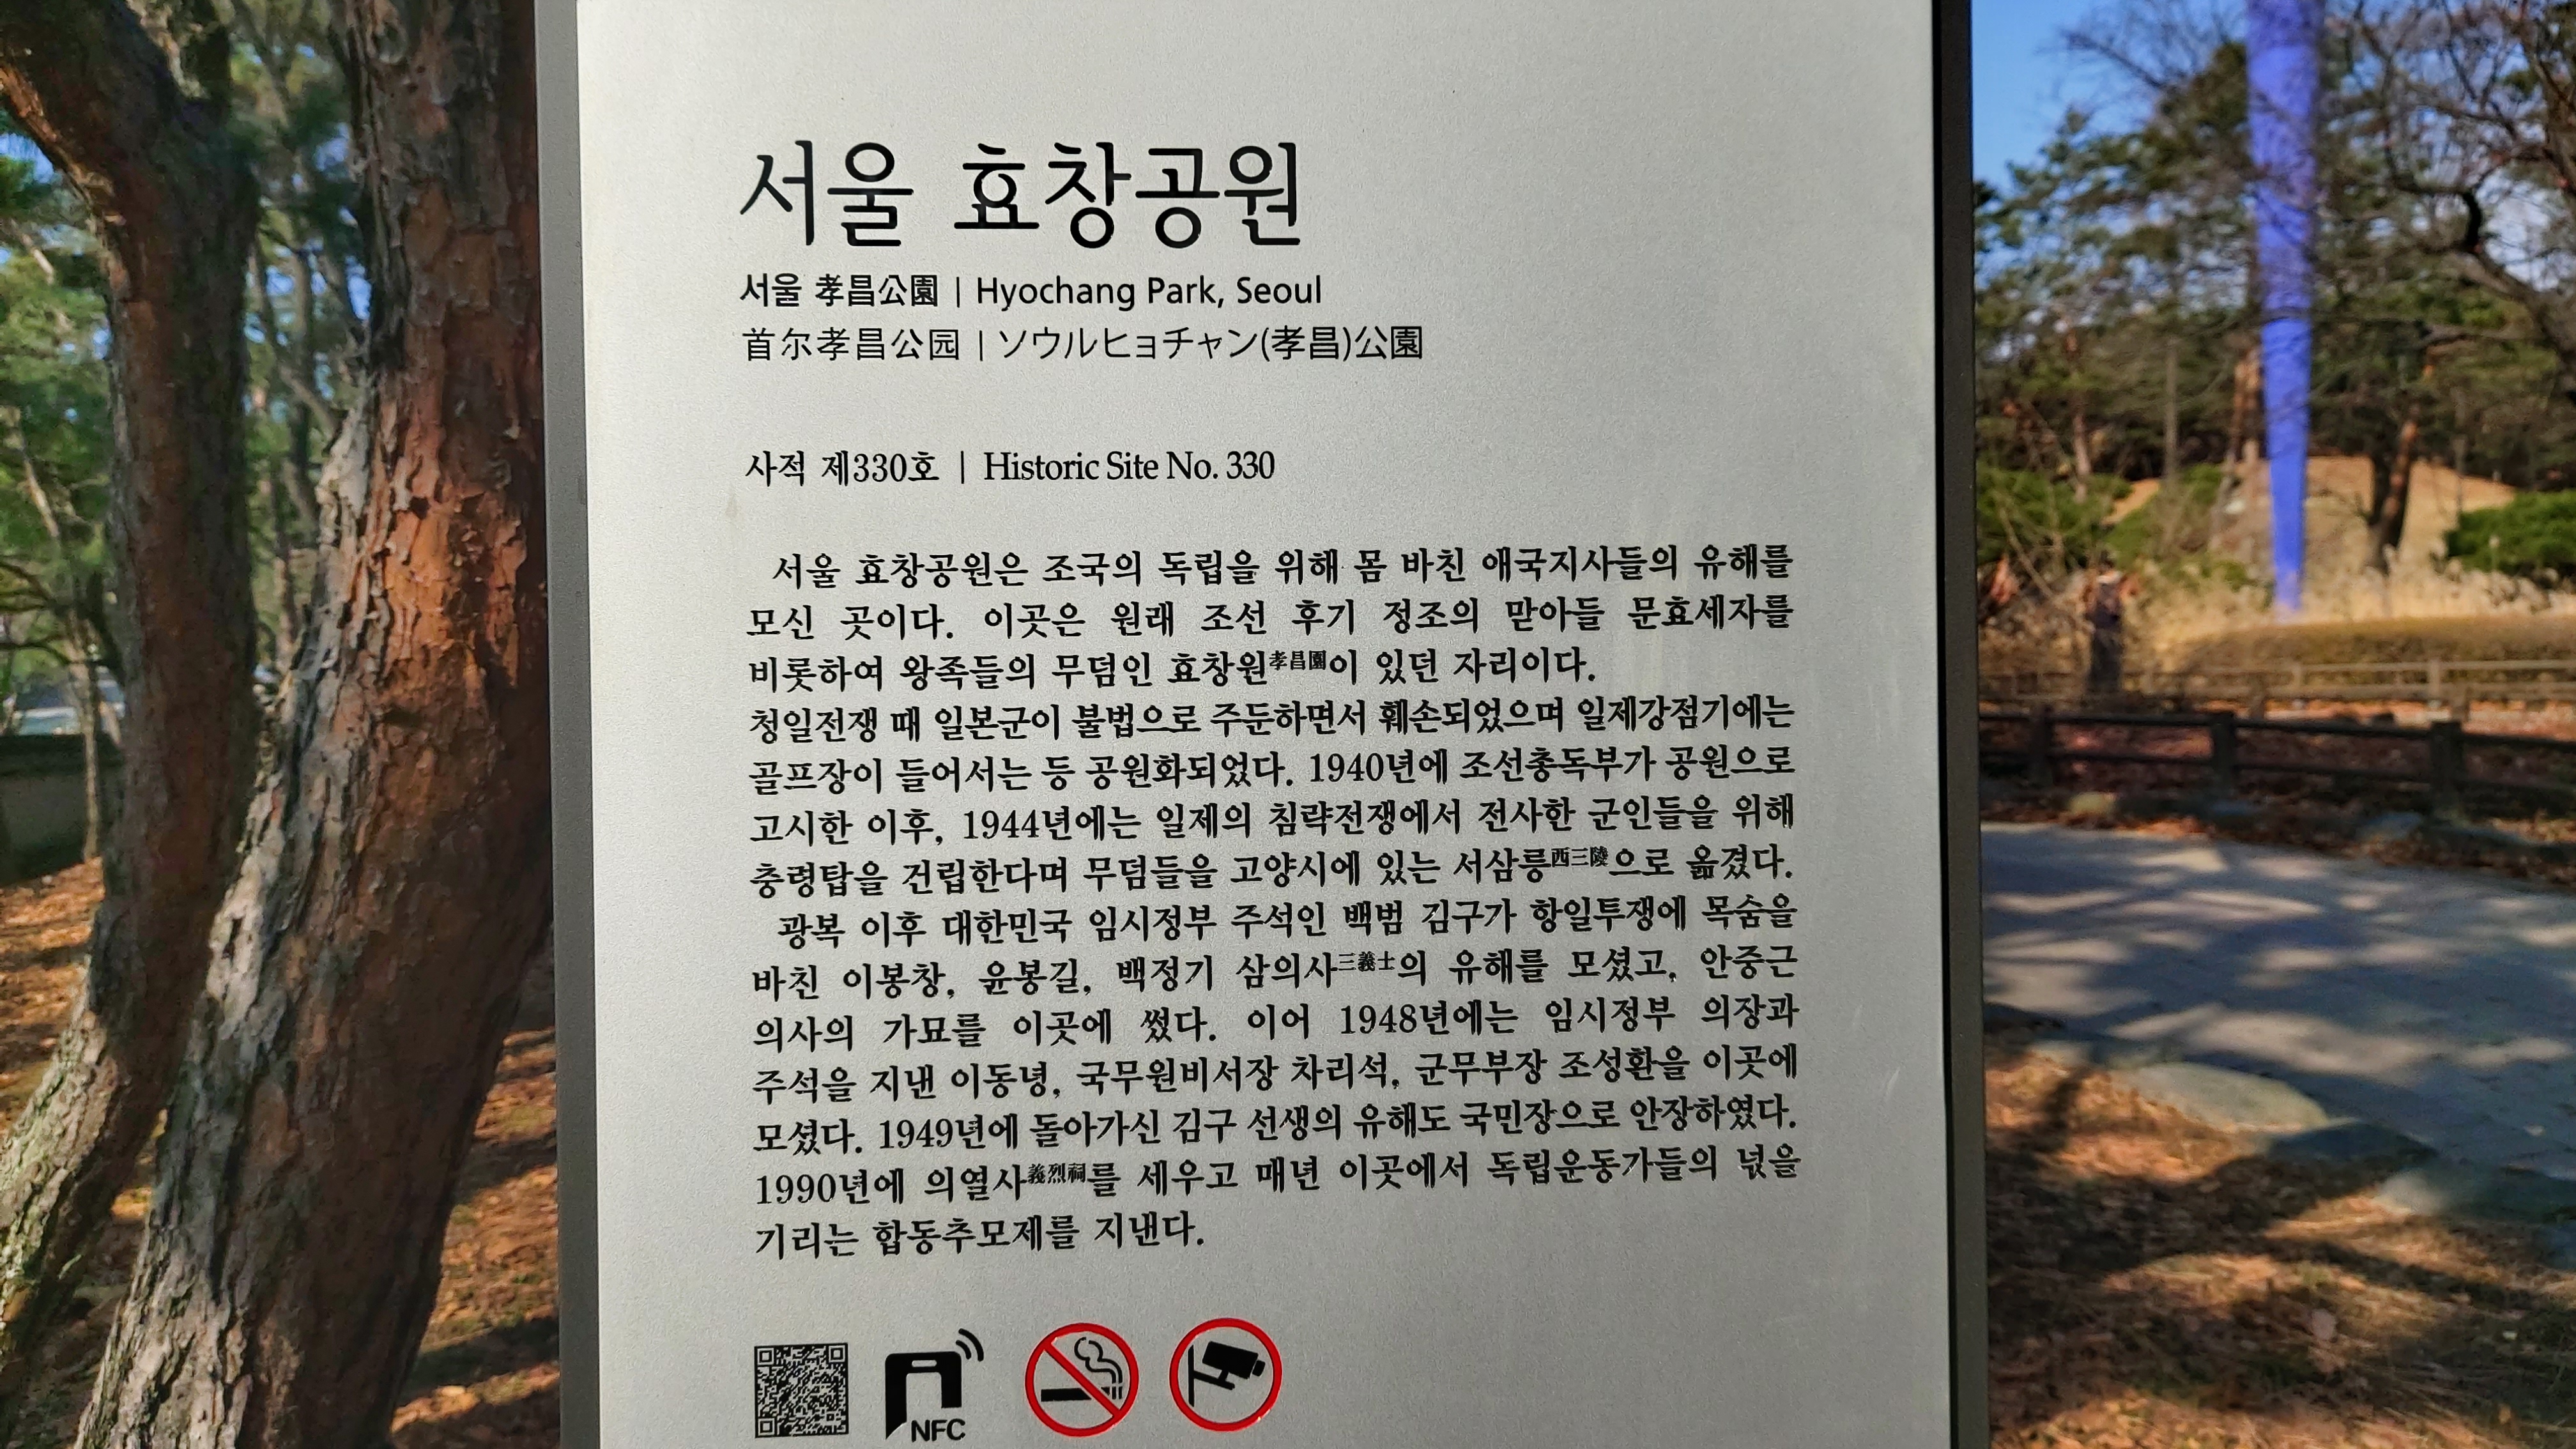 서울 효창공원
서울 孝昌公園 | Hyochang Park, Seoul
首尔孝昌公园 | ソウルヒョチャン(孝昌)公園
사적 제330호 | Historic Site No. 330
서울 효창공원은 조국의 독립을 위해 몸 바친 애국지사들의 유해를
모신 곳이다. 이곳은 원래 조선 후기 정조의 맏아들 문효세자를
비롯하여 왕족들의 무덤인 효창원孝昌園이 있던 자리이다.
청일전쟁 때 일본군이 불법으로 주둔하면서 훼손되었으며 일제강점기에는
골프장이 들어서는 등 공원화되었다. 1940년에 조선총독부가 공원으로
고시한 이후, 1944년에는 일제의 침략전쟁에서 전사한 군인들을 위해
충령탑을 건립한다며 무덤들을 고양시에 있는 서삼릉西三陵으로 옮겼다.
광복 이후 대한민국 임시정부 주석인 백범 김구가 항일투쟁에 목숨을
바친 이봉창, 윤봉길, 백정기 삼의사三義士의 유해를 모셨고, 안중근
의사의 가묘를 이곳에 썼다. 이어 1948년에는 임시정부 의장과
주석을 지낸 이동녕, 국무원비서장 차리석, 군무부장 조성환을 이곳에
모셨다. 1949년에 돌아가신 김구 선생의 유해도 국민장으로 안장하였다.
1990년에 의열사義烈祠를 세우고 매년 이곳에서 독립운동가들의 넋을
기리는 합동추모제를 지낸다.
NFC